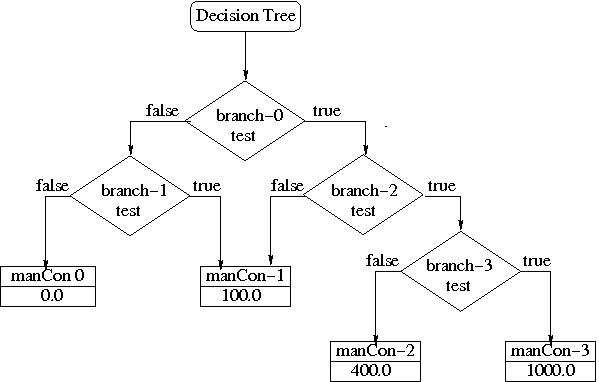 Decision Tree
false
true
branch-0
test
false
true
false
true
branch-1
test
branch-2
test
false
true
manCon 0
0.0
manCon-1
100.0
branch-3
test
manCon-2
400.0
manCon-3
1000.0